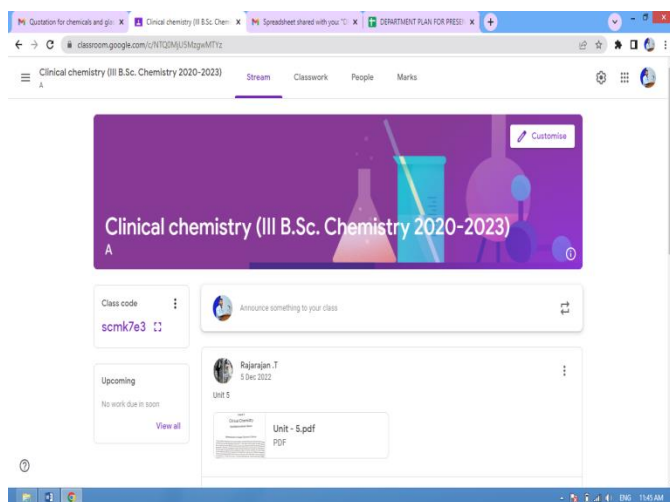 Quotation for chemicals and gla
Clinical chemistry (III B.Sc. Chem
Spreadsheet shared with you: "D
DEPARTMENT PLAN FOR PRESE
classroom.google.com/c/NTQ0MjU5MzgwMTYz
Clinical chemistry (III B.Sc. Chemistry 2020-2023)
A
Stream
Classwork
People
Marks
Customise
Clinical chemistry (III B.Sc. Chemistry 2020-2023)
A
Class code
scmk7e3
Announce something to your class
Upcoming
No work due in soon
View all
Rajarajan .T
5 Dec 2022
Unit 5
Unit - 5.pdf
PDF
ENG 11:45 AM